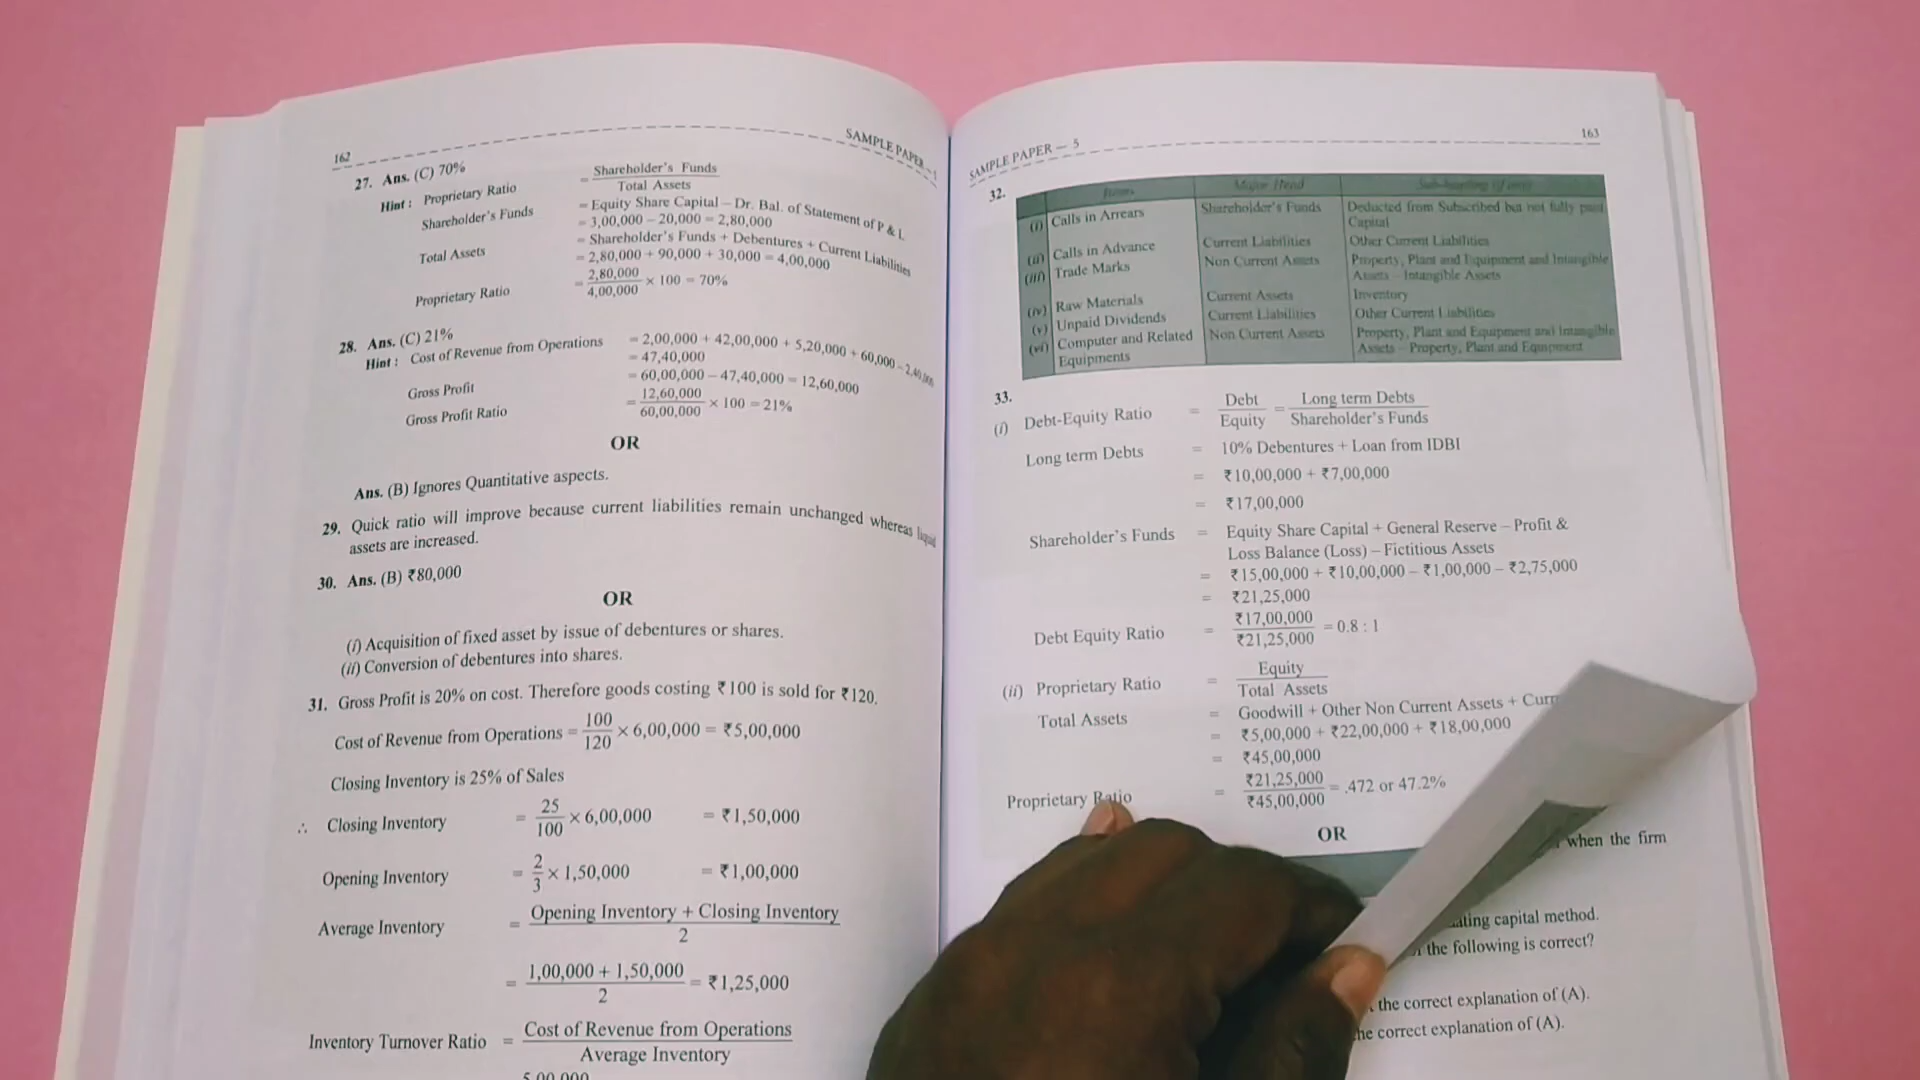 162
SAMPLE PAPER
27. Ans. (C) 70%
Hint : Proprietary Ratio = Shareholder's Funds / Total Assets
Shareholder's Funds = Equity Share Capital – Dr. Bal. of Statement of P & L
= 3,00,000 – 20,000 = 2,80,000
Total Assets = Shareholder's Funds + Debentures + Current Liabilities
= 2,80,000 + 90,000 + 30,000 = 4,00,000
Proprietary Ratio = 2,80,000 / 4,00,000 × 100 = 70%
28. Ans. (C) 21%
Hint : Cost of Revenue from Operations = 2,00,000 + 42,00,000 + 5,20,000 + 60,000 – 2,40,000
= 47,40,000
Gross Profit = 60,00,000 – 47,40,000 = 12,60,000
Gross Profit Ratio = 12,60,000 / 60,00,000 × 100 = 21%
OR
Ans. (B) Ignores Quantitative aspects.
29. Quick ratio will improve because current liabilities remain unchanged whereas liquid
assets are increased.
30. Ans. (B) ₹80,000
OR
(i) Acquisition of fixed asset by issue of debentures or shares.
(ii) Conversion of debentures into shares.
31. Gross Profit is 20% on cost. Therefore goods costing ₹100 is sold for ₹120.
Cost of Revenue from Operations = 100 / 120 × 6,00,000 = ₹5,00,000
Closing Inventory is 25% of Sales
∴ Closing Inventory = 25 / 100 × 6,00,000 = ₹1,50,000
Opening Inventory = 2 / 3 × 1,50,000 = ₹1,00,000
Average Inventory = Opening Inventory + Closing Inventory / 2
= 1,00,000 + 1,50,000 / 2 = ₹1,25,000
Inventory Turnover Ratio = Cost of Revenue from Operations / Average Inventory
5,00,000
SAMPLE PAPER – 5
163
32.
Items Major Head Sub-heading (if any)
(i) Calls in Arrears Shareholder's Funds Deducted from Subscribed but not fully paid
Capital
(ii) Calls in Advance Current Liabilities Other Current Liabilities
(iii) Trade Marks Non Current Assets Property, Plant and Equipment and Intangible
Assets – Intangible Assets
(iv) Raw Materials Current Assets Inventory
(v) Unpaid Dividends Current Liabilities Other Current Liabilities
(vi) Computer and Related Non Current Assets Property, Plant and Equipment and Intangible
Equipments Assets – Property, Plant and Equipment
33.
(i) Debt-Equity Ratio = Debt / Equity = Long term Debts / Shareholder's Funds
Long term Debts = 10% Debentures + Loan from IDBI
= ₹10,00,000 + ₹7,00,000
= ₹17,00,000
Shareholder's Funds = Equity Share Capital + General Reserve – Profit &
Loss Balance (Loss) – Fictitious Assets
= ₹15,00,000 + ₹10,00,000 – ₹1,00,000 – ₹2,75,000
= ₹21,25,000
Debt Equity Ratio = ₹17,00,000 / ₹21,25,000 = 0.8 : 1
(ii) Proprietary Ratio = Equity / Total Assets
Total Assets = Goodwill + Other Non Current Assets +
= ₹5,00,000 + ₹22,00,000 + ₹18,00,000
= ₹45,00,000
Proprietary Ratio = ₹21,25,000 / ₹45,00,000 = .472 or 47.2%
OR
when the firm
capital method.
the following is correct?
the correct explanation of (A).
the correct explanation of (A).